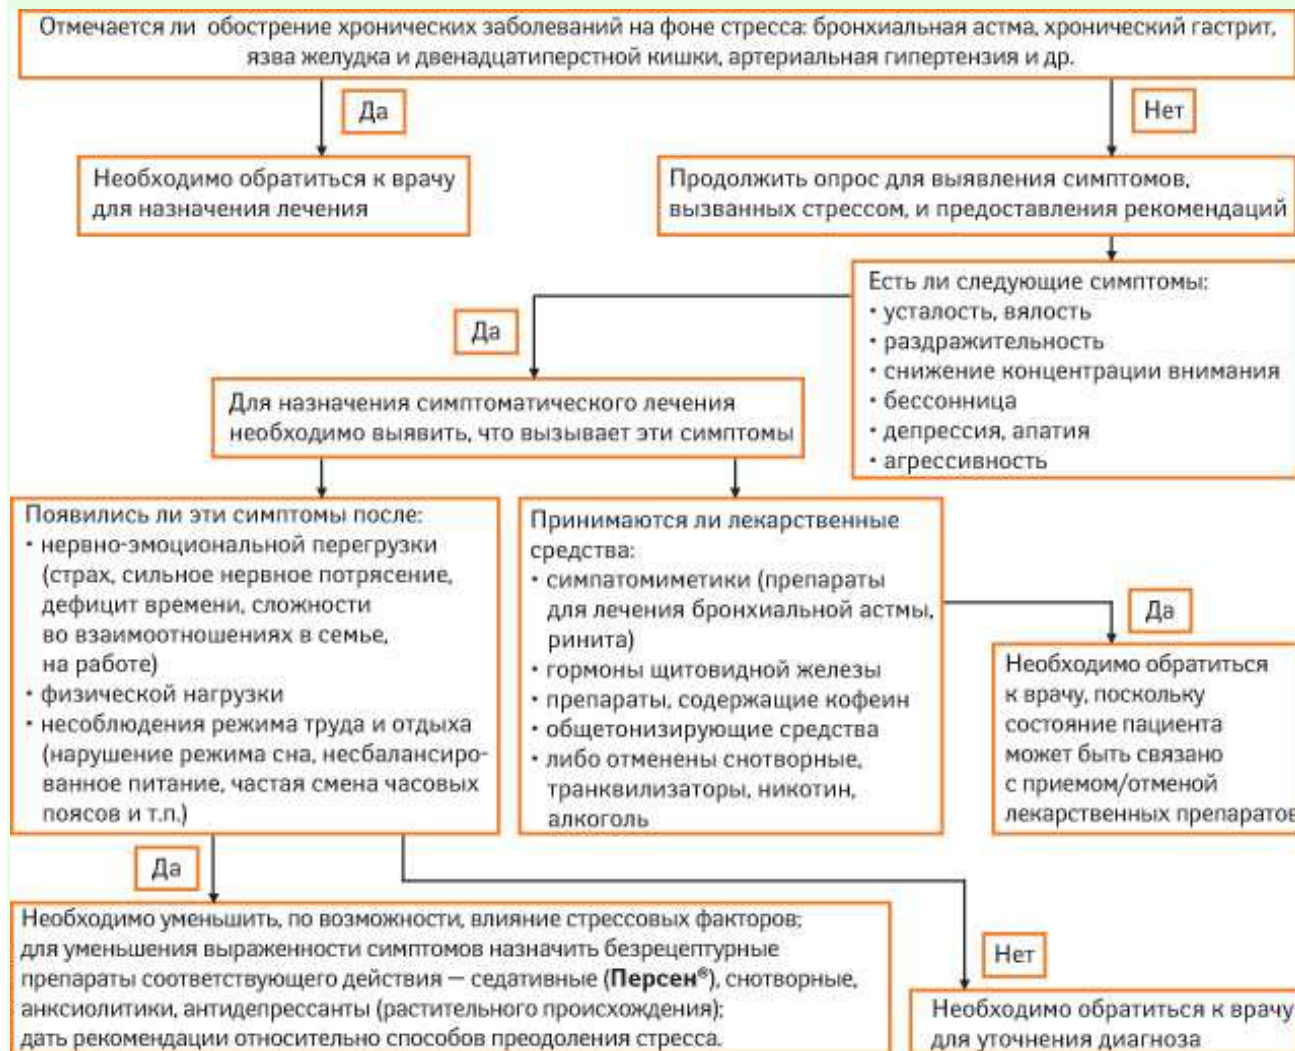 Отмечается ли обострение хронических заболеваний на фоне стресса: бронхиальная астма, хронический гастрит,
язва желудка и двенадцатиперстной кишки, артериальная гипертензия и др.
Да
Нет
Необходимо обратиться к врачу
для назначения лечения
Продолжить опрос для выявления симптомов,
вызванных стрессом, и предоставления рекомендаций
Есть ли следующие симптомы:
• усталость, вялость
• раздражительность
• снижение концентрации внимания
• бессонница
• депрессия, апатия
• агрессивность
Да
Для назначения симптоматического лечения
необходимо выявить, что вызывает эти симптомы
Появились ли эти симптомы после:
• нервно-эмоциональной перегрузки
(страх, сильное нервное потрясение,
дефицит времени, сложности
во взаимоотношениях в семье,
на работе)
• физической нагрузки
• несоблюдения режима труда и отдыха
(нарушение режима сна, несбалансиро-
ванное питание, частая смена часовых
поясов и т.п.)
Принимаются ли лекарственные
средства:
• симпатомиметики (препараты
для лечения бронхиальной астмы,
ринита)
• гормоны щитовидной железы
• препараты, содержащие кофеин
• общетонизирующие средства
• либо отменены снотворные,
транквилизаторы, никотин,
алкоголь
Да
Необходимо обратиться
к врачу, поскольку
состояние пациента
может быть связано
с приемом/отменой
лекарственных препаратов
Да
Необходимо уменьшить, по возможности, влияние стрессовых факторов;
для уменьшения выраженности симптомов назначить безрецептурные
препараты соответствующего действия — седативные (Персен®), снотворные,
анксиолитики, антидепрессанты (растительного происхождения);
дать рекомендации относительно способов преодоления стресса.
Нет
Необходимо обратиться к врачу
для уточнения диагноза